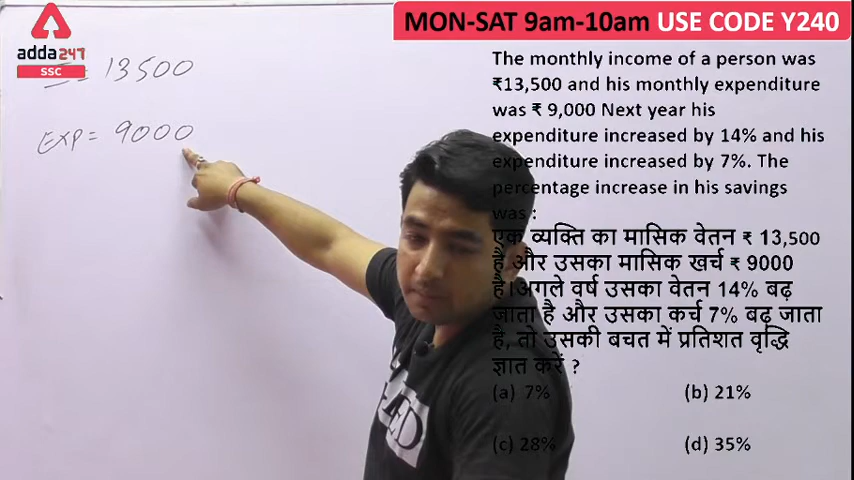 MON-SAT 9am-10am USE CODE Y240
adda247
SSC
I = 13500
EXP = 9000
The monthly income of a person was
₹13,500 and his monthly expenditure
was ₹ 9,000 Next year his
expenditure increased by 14% and his
expenditure increased by 7%. The
percentage increase in his savings
was :
एक व्यक्ति का मासिक वेतन ₹ 13,500
है और उसका मासिक खर्च ₹ 9000
है।अगले वर्ष उसका वेतन 14% बढ़
जाता है और उसका कर्च 7% बढ़ जाता
है, तो उसकी बचत में प्रतिशत वृद्धि
ज्ञात करें ?
(a) 7% (b) 21%
(c) 28% (d) 35%